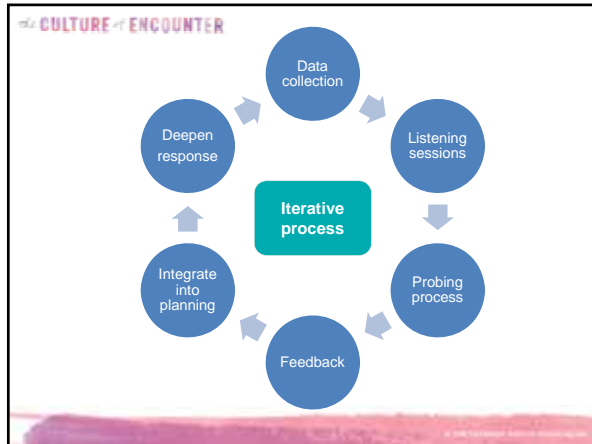 the CULTURE of ENCOUNTER
Data
collection
Listening
sessions
Probing
process
Feedback
Integrate
into
planning
Deepen
response
Iterative
process